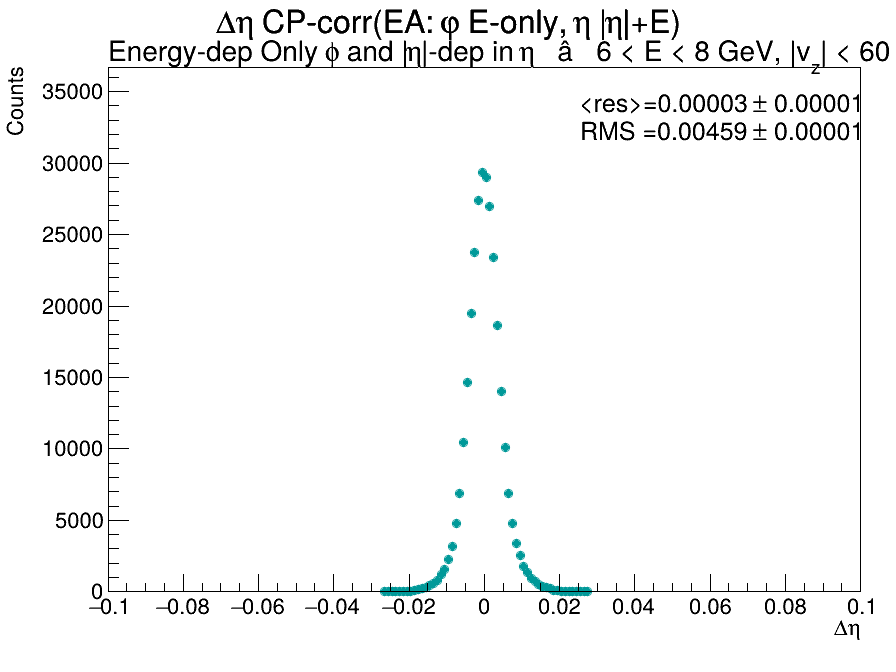 Δη CP-corr(EA: φ E-only, η |η|+E)
Energy-dep Only ϕ and |η|-dep in η â 6 < E < 8 GeV, |v_z| < 60
Counts
<res>=0.00003 ± 0.00001
RMS =0.00459 ± 0.00001
35000
30000
25000
20000
15000
10000
5000
0
−0.1 −0.08 −0.06 −0.04 −0.02 0 0.02 0.04 0.06 0.08 0.1
Δη